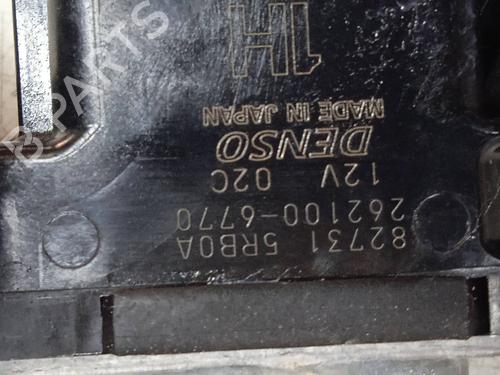 1H
MADE IN JAPAN
DENSO
12V 02C
262100-6770
82731 5RB0A
B PARTS